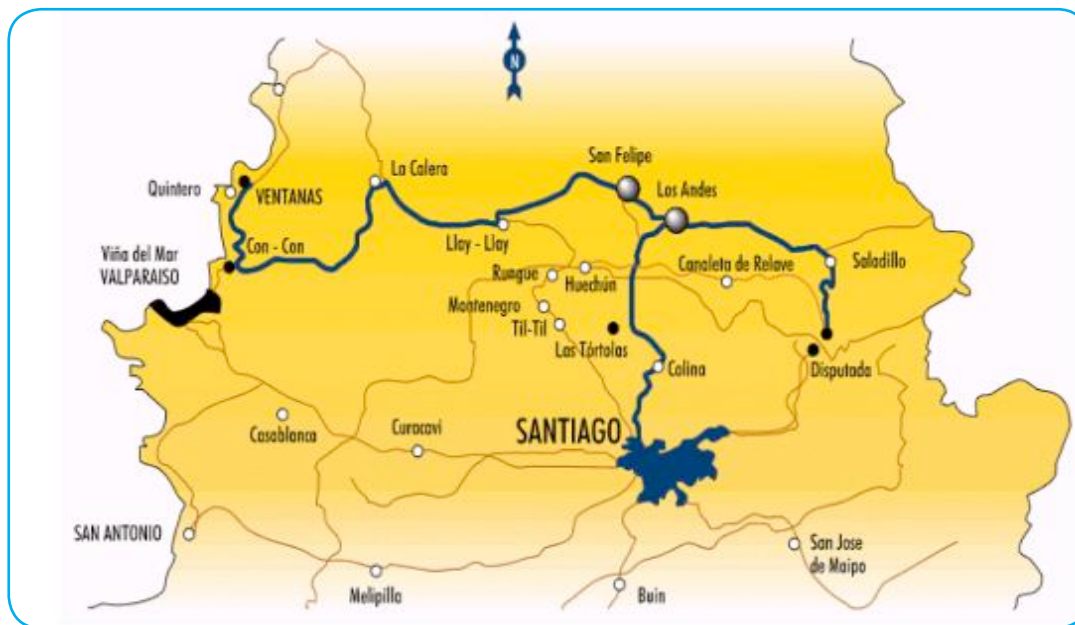 N
San Felipe
La Calera
Los Andes
Quintero
VENTANAS
Viña del Mar
VALPARAISO
Con - Con
Llay - Llay
Rungue
Huechún
Canaleta de Relave
Saladillo
Montenegro
Til-Til
Las Tórtolas
Colina
Disputada
Casablanca
Curacavi
SANTIAGO
SAN ANTONIO
San Jose
de Maipo
Melipilla
Buin